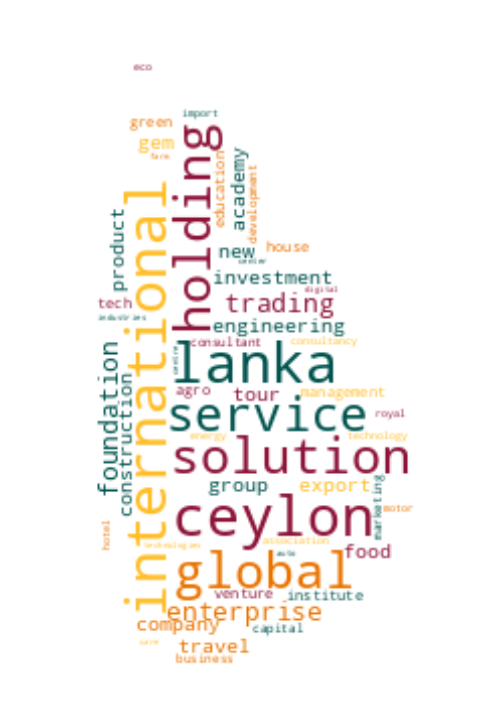 eco
import
green
gem
farm
holding
academy
education
development
international
product
new
house
center
investment
digital
tech
trading
industries
engineering
consultant
consultancy
lanka
centre
foundation
construction
agro
tour
management
service
royal
energy
technology
solution
group
export
marketing
ceylon
motor
hotel
technologies
association
auto
food
global
venture
institute
enterprise
company
capital
care
travel
business